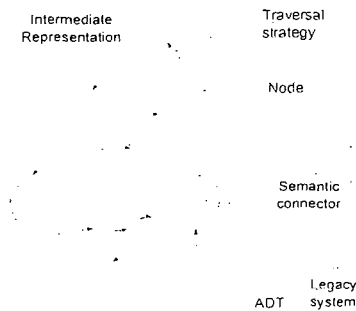 Intermediate
Representation
Traversal
strategy
Node
Semantic
connector
Legacy
ADT system